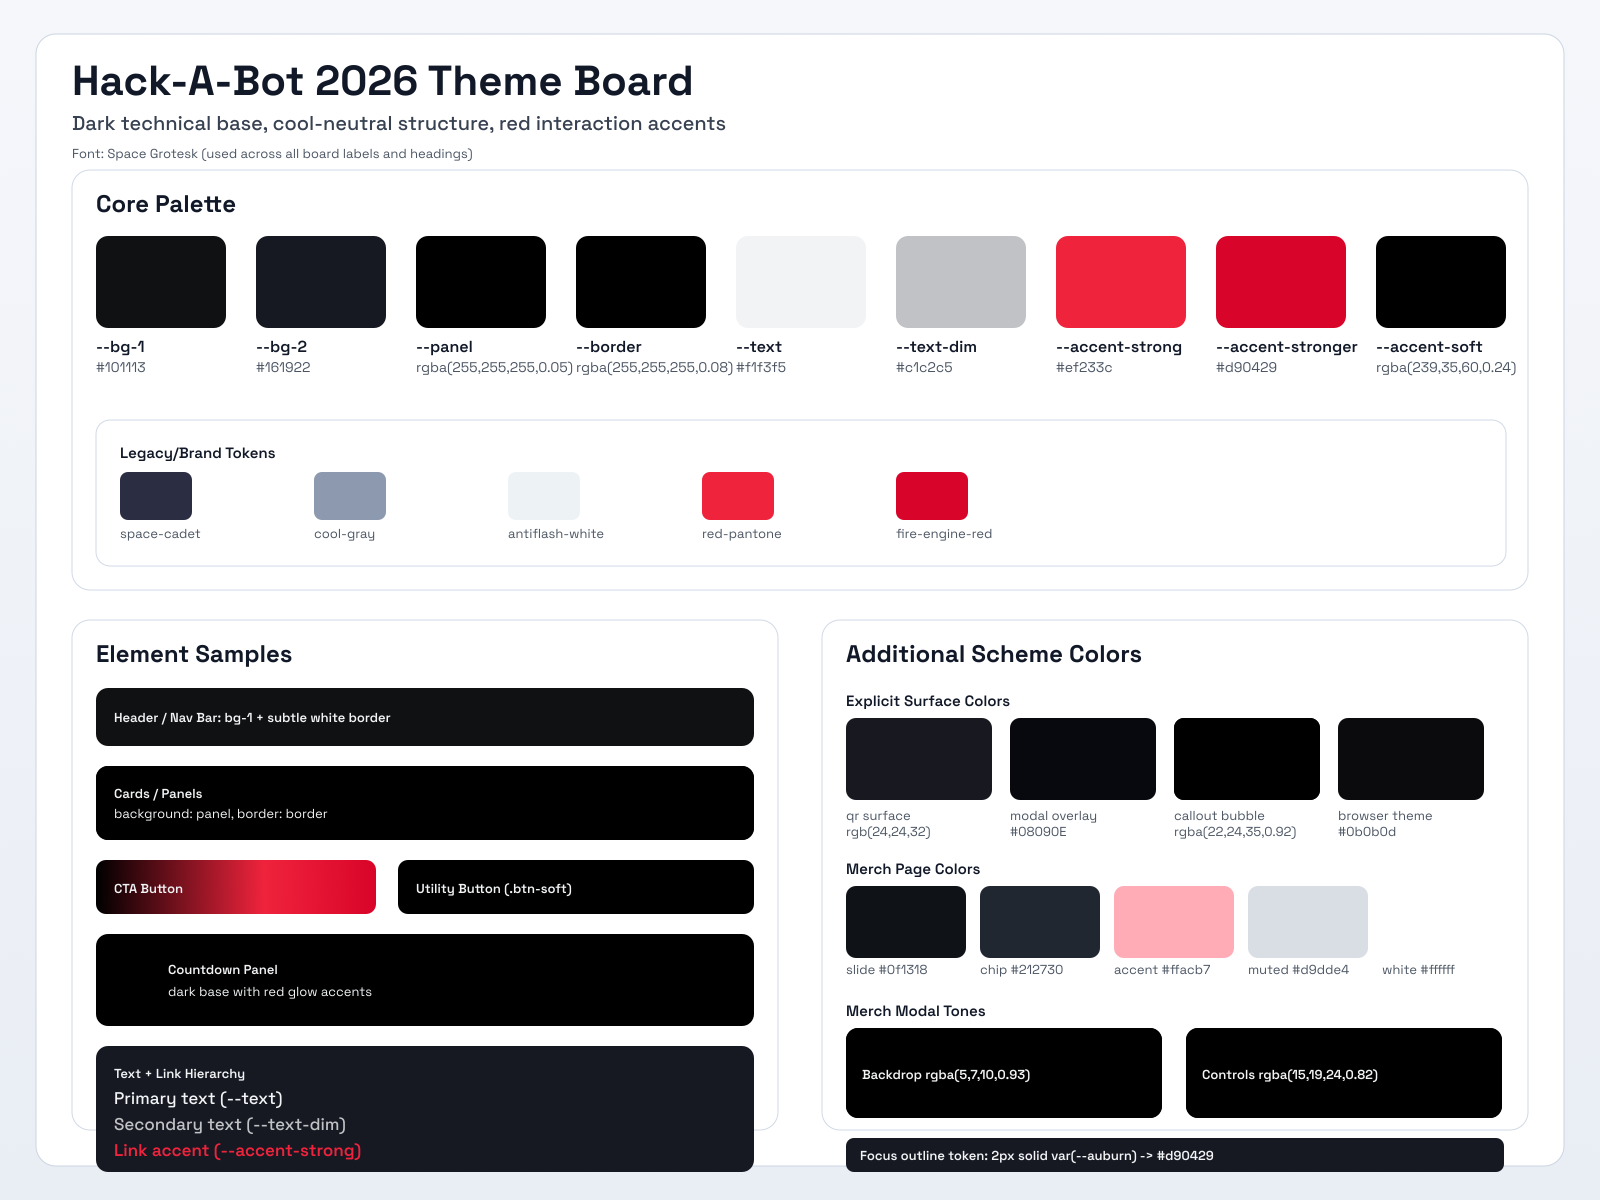 Hack-A-Bot 2026 Theme Board
Dark technical base, cool-neutral structure, red interaction accents
Font: Space Grotesk (used across all board labels and headings)
Core Palette
--bg-1
#101113
--bg-2
#161922
--panel
rgba(255,255,255,0.05)
--border
rgba(255,255,255,0.08)
--text
#f1f3f5
--text-dim
#c1c2c5
--accent-strong
#ef233c
--accent-stronger
#d90429
--accent-soft
rgba(239,35,60,0.24)
Legacy/Brand Tokens
space-cadet
cool-gray
antiflash-white
red-pantone
fire-engine-red
Element Samples
Header / Nav Bar: bg-1 + subtle white border
Cards / Panels
background: panel, border: border
CTA Button
Utility Button (.btn-soft)
Countdown Panel
dark base with red glow accents
Text + Link Hierarchy
Primary text (--text)
Secondary text (--text-dim)
Link accent (--accent-strong)
Additional Scheme Colors
Explicit Surface Colors
qr surface
rgb(24,24,32)
modal overlay
#08090E
callout bubble
rgba(22,24,35,0.92)
browser theme
#0b0b0d
Merch Page Colors
slide #0f1318
chip #212730
accent #ffacb7
muted #d9dde4
white #ffffff
Merch Modal Tones
Backdrop rgba(5,7,10,0.93)
Controls rgba(15,19,24,0.82)
Focus outline token: 2px solid var(--auburn) -> #d90429